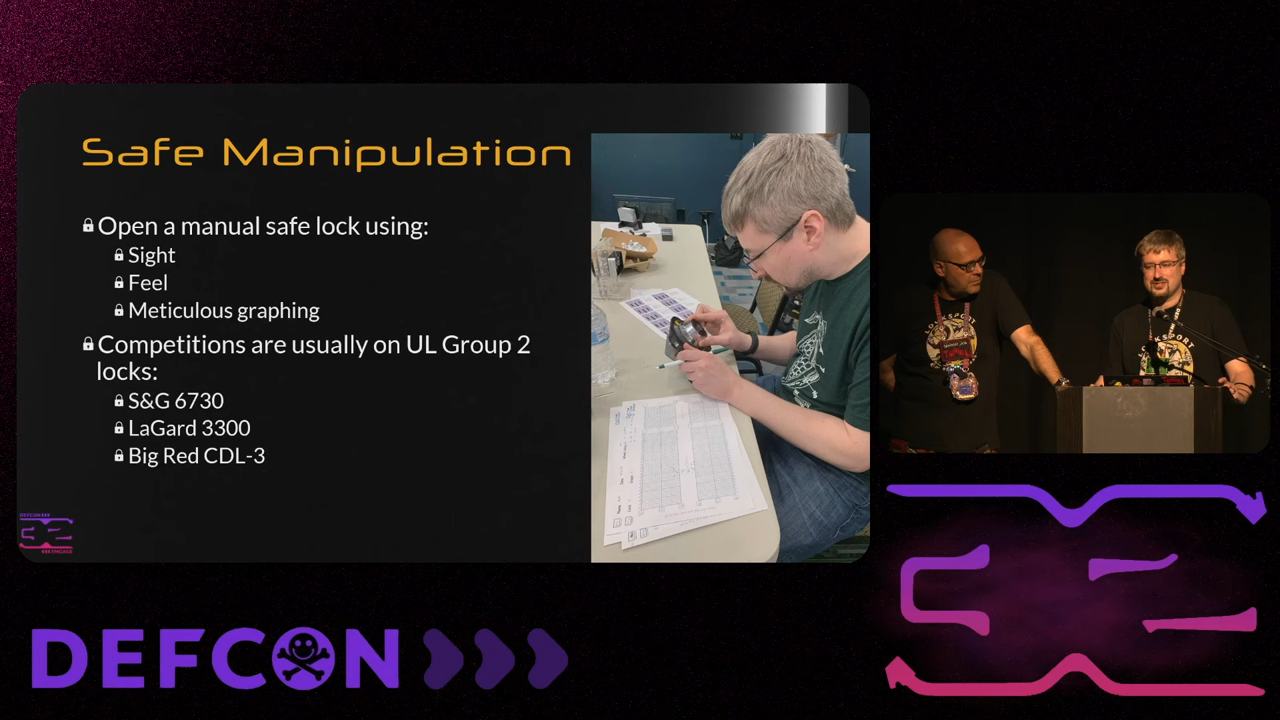 Safe Manipulation
Open a manual safe lock using:
Sight
Feel
Meticulous graphing
Competitions are usually on UL Group 2
locks:
S&G 6730
LaGard 3300
Big Red CDL-3
DEFCON